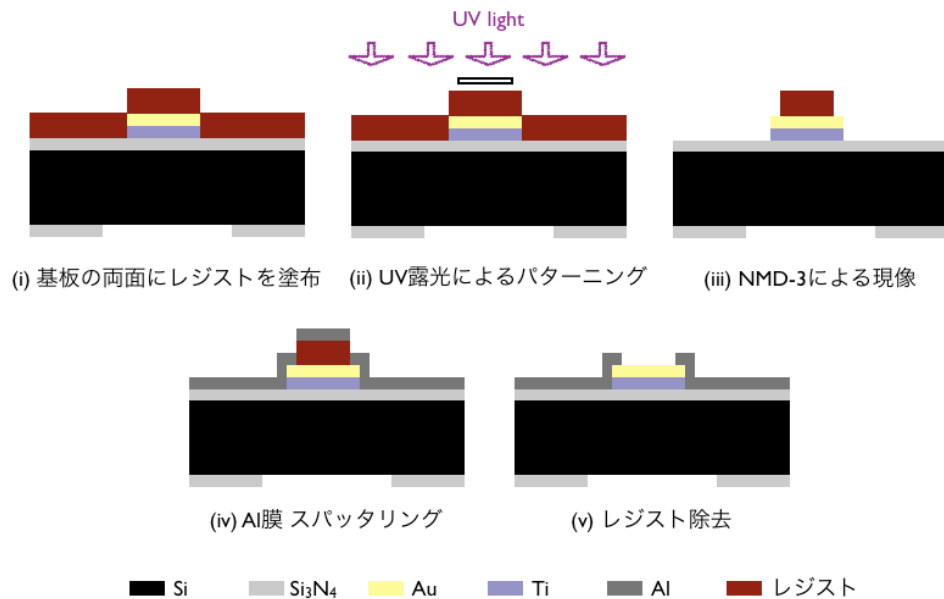 UV light
(i) 基板の両面にレジストを塗布
(ii) UV露光によるパターニング
(iii) NMD-3による現像
(iv) Al膜 スパッタリング
(v) レジスト除去
Si
Si₃N₄
Au
Ti
Al
レジスト